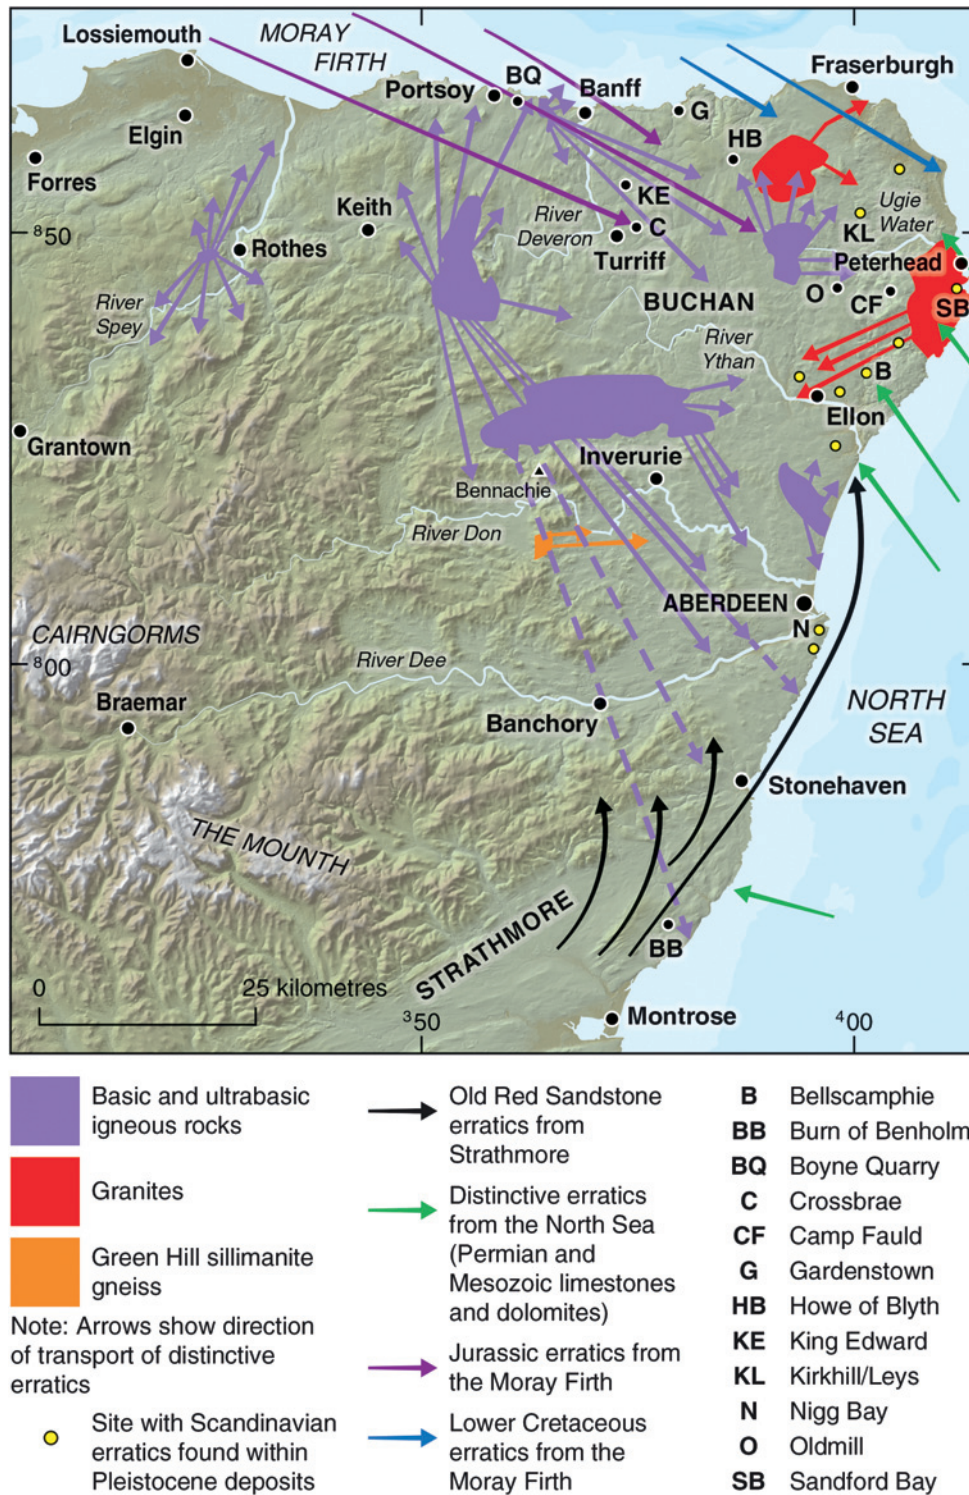 Lossiemouth
MORAY
FIRTH
Fraserburgh
Portsoy
BQ
Banff
G
Elgin
HB
Forres
KE
Ugie
Water
Keith
River
Deveron
C
KL
⁸50
Rothes
Turriff
Peterhead
River
Spey
BUCHAN
O
CF
SB
River
Ythan
B
Ellon
Grantown
Inverurie
Bennachie
River Don
ABERDEEN
N
CAIRNGORMS
⁸00
River Dee
Braemar
Banchory
NORTH
SEA
Stonehaven
THE MOUNTH
STRATHMORE
BB
0
25 kilometres
³50
Montrose
⁴00
Basic and ultrabasic
igneous rocks
Granites
Green Hill sillimanite
gneiss
Note: Arrows show direction
of transport of distinctive
erratics
Site with Scandinavian
erratics found within
Pleistocene deposits
Old Red Sandstone
erratics from
Strathmore
Distinctive erratics
from the North Sea
(Permian and
Mesozoic limestones
and dolomites)
Jurassic erratics from
the Moray Firth
Lower Cretaceous
erratics from the
Moray Firth
B Bellscamphie
BB Burn of Benholm
BQ Boyne Quarry
C Crossbrae
CF Camp Fauld
G Gardenstown
HB Howe of Blyth
KE King Edward
KL Kirkhill/Leys
N Nigg Bay
O Oldmill
SB Sandford Bay